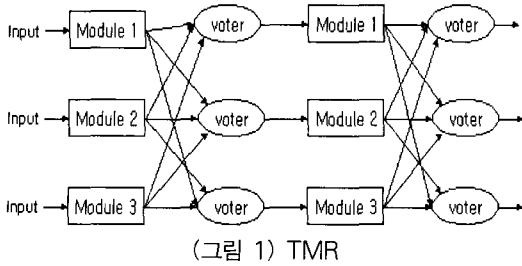 Input Module 1 voter Module 1 voter
Input Module 2 voter Module 2 voter
Input Module 3 voter Module 3 voter
(그림 1) TMR